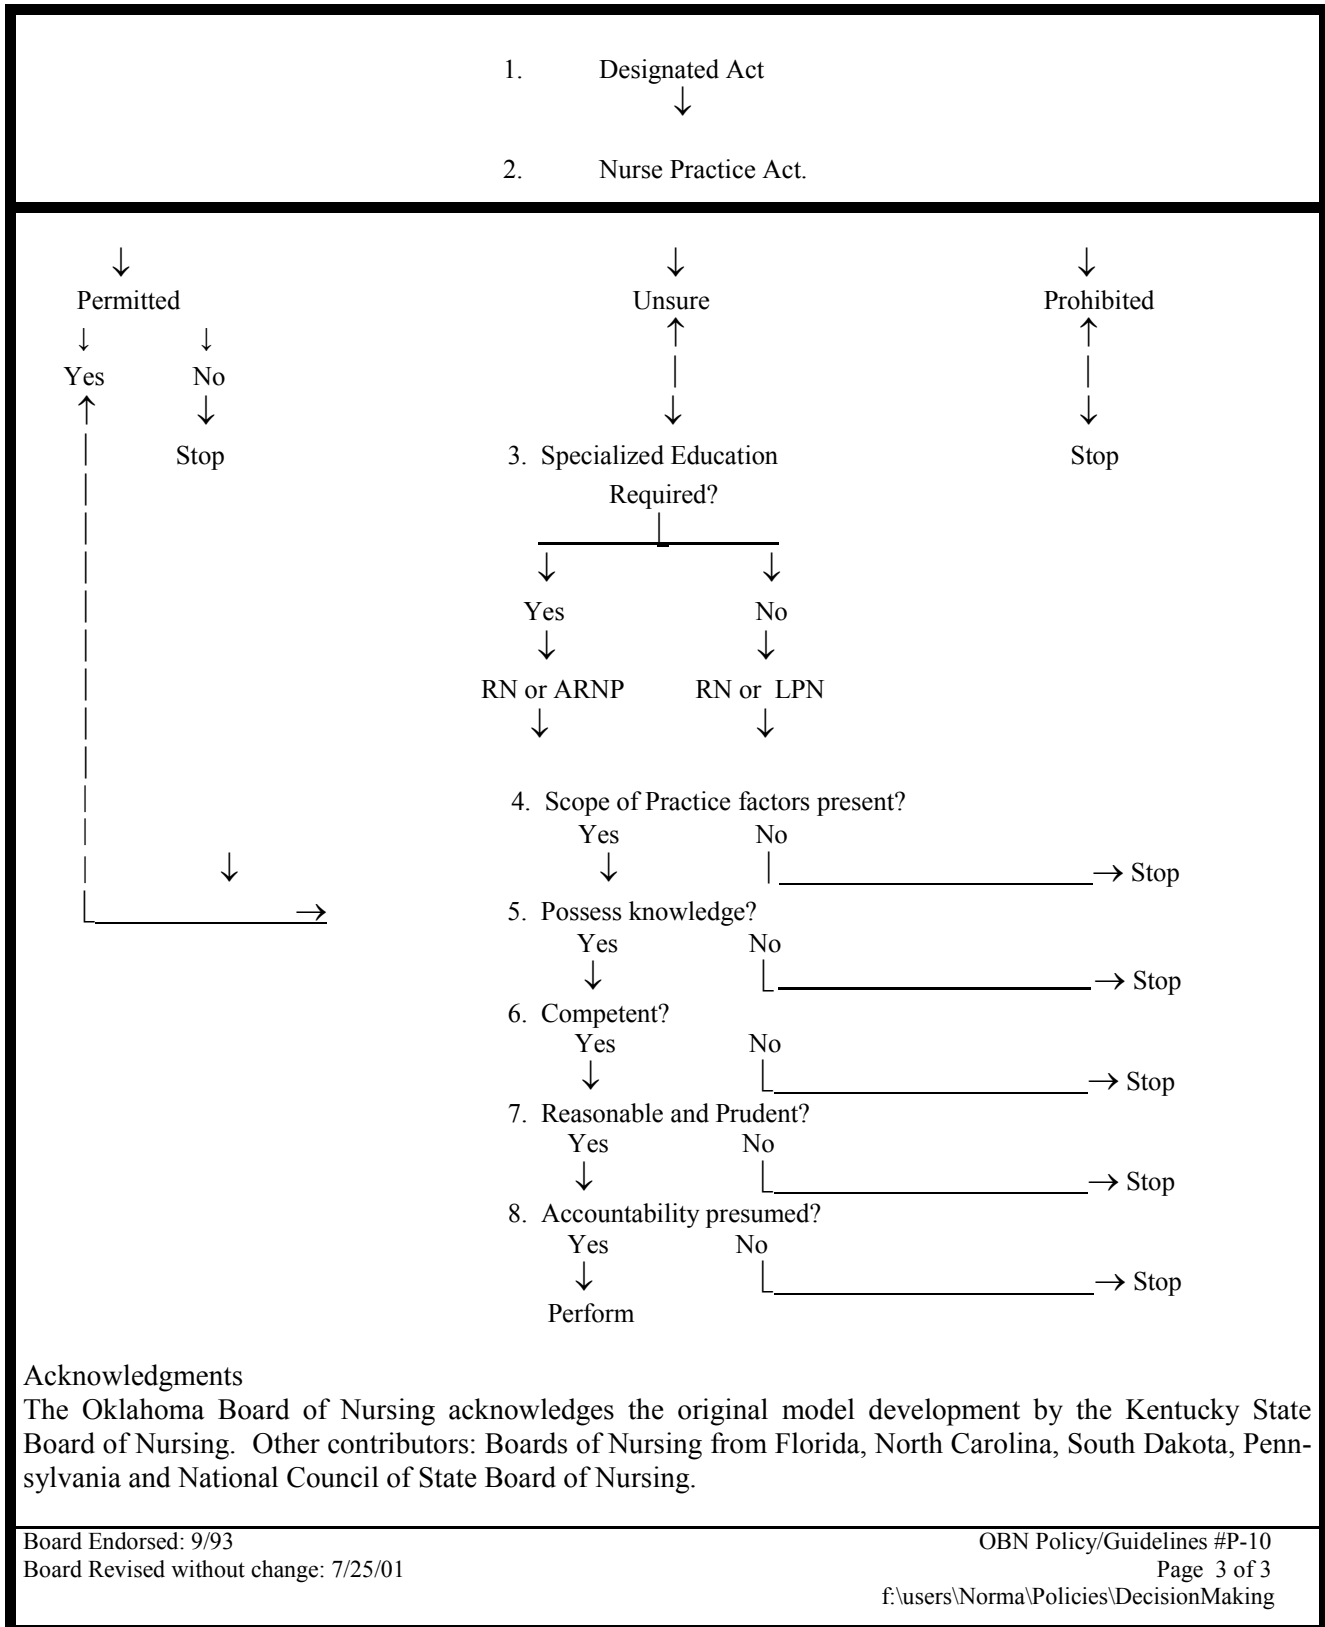 1. Designated Act
↓
2. Nurse Practice Act.
↓ ↓ ↓
Permitted Unsure Prohibited
↓ ↓ ↑ ↑
Yes No | |
↑ ↓ ↓ ↓
Stop 3. Specialized Education Stop
Required?
↓ ↓
Yes No
↓ ↓
RN or ARNP RN or LPN
↓ ↓
4. Scope of Practice factors present?
Yes No
↓ ↓ → Stop
→ 5. Possess knowledge?
Yes No
↓ → Stop
6. Competent?
Yes No
↓ → Stop
7. Reasonable and Prudent?
Yes No
↓ → Stop
8. Accountability presumed?
Yes No
↓ → Stop
Perform
Acknowledgments
The Oklahoma Board of Nursing acknowledges the original model development by the Kentucky State
Board of Nursing. Other contributors: Boards of Nursing from Florida, North Carolina, South Dakota, Penn-
sylvania and National Council of State Board of Nursing.
Board Endorsed: 9/93 OBN Policy/Guidelines #P-10
Board Revised without change: 7/25/01 Page 3 of 3
f:\users\Norma\Policies\DecisionMaking